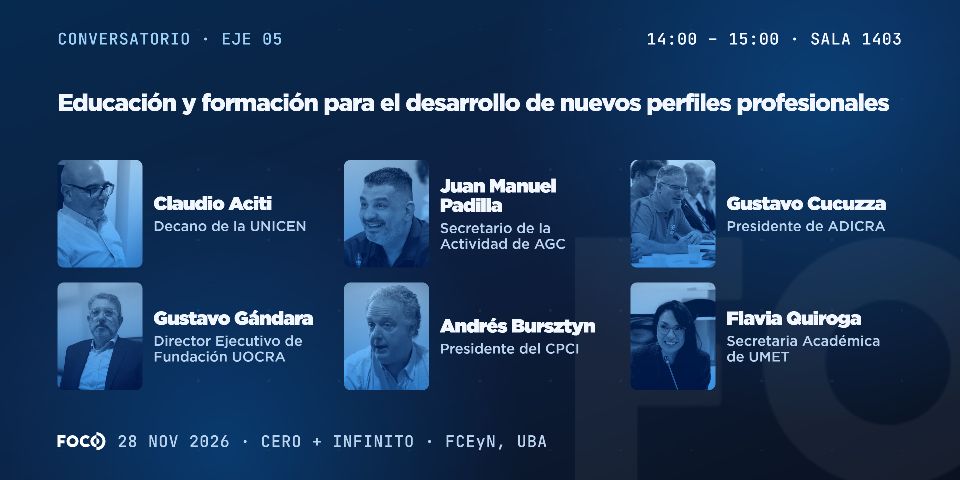 CONVERSATORIO · EJE 05
14:00 – 15:00 · SALA 1403
Educación y formación para el desarrollo de nuevos perfiles profesionales
Claudio Aciti
Decano de la UNICEN
Juan Manuel
Padilla
Secretario de la
Actividad de AGC
Gustavo Cucuzza
Presidente de ADICRA
Gustavo Gándara
Director Ejecutivo de
Fundación UOCRA
Andrés Bursztyn
Presidente del CPCI
Flavia Quiroga
Secretaria Académica
de UMET
FOCO 28 NOV 2026 · CERO + INFINITO · FCEyN, UBA
FO